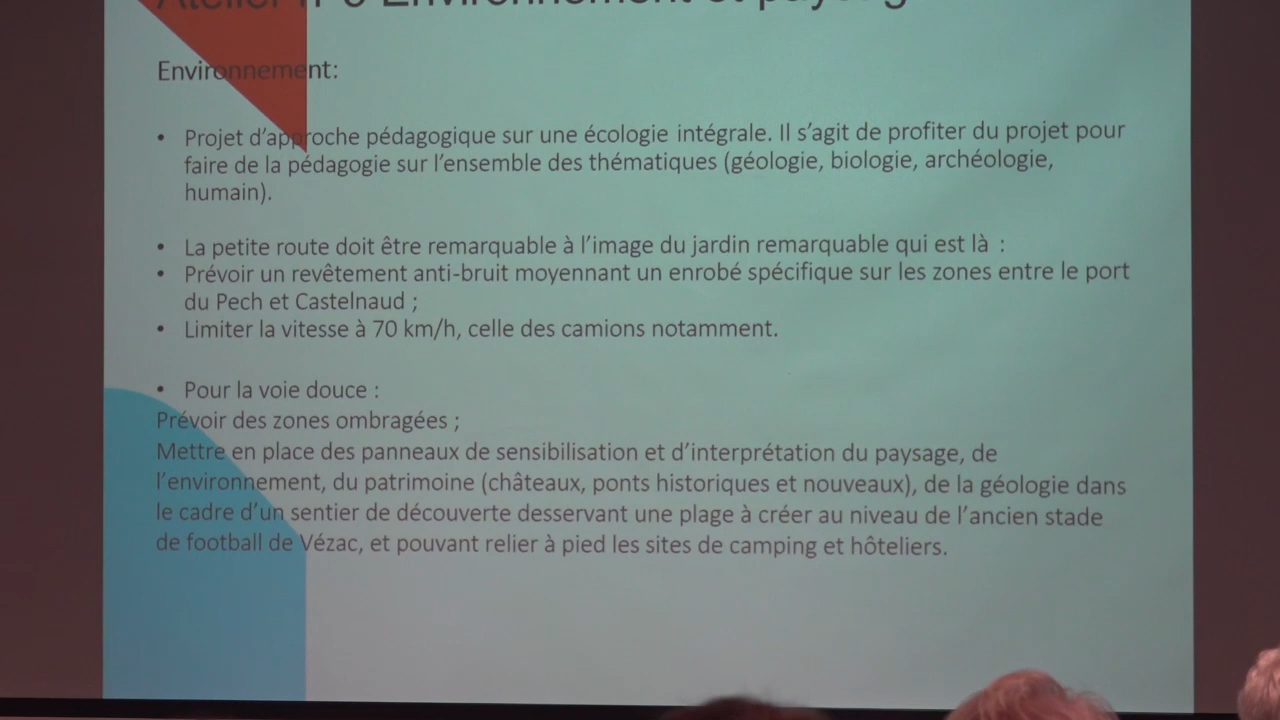 Environnement:
• Projet d’approche pédagogique sur une écologie intégrale. Il s’agit de profiter du projet pour
faire de la pédagogie sur l’ensemble des thématiques (géologie, biologie, archéologie,
humain).
• La petite route doit être remarquable à l’image du jardin remarquable qui est là :
• Prévoir un revêtement anti-bruit moyennant un enrobé spécifique sur les zones entre le port
du Pech et Castelnaud ;
• Limiter la vitesse à 70 km/h, celle des camions notamment.
• Pour la voie douce :
Prévoir des zones ombragées ;
Mettre en place des panneaux de sensibilisation et d’interprétation du paysage, de
l’environnement, du patrimoine (châteaux, ponts historiques et nouveaux), de la géologie dans
le cadre d’un sentier de découverte desservant une plage à créer au niveau de l’ancien stade
de football de Vézac, et pouvant relier à pied les sites de camping et hôteliers.